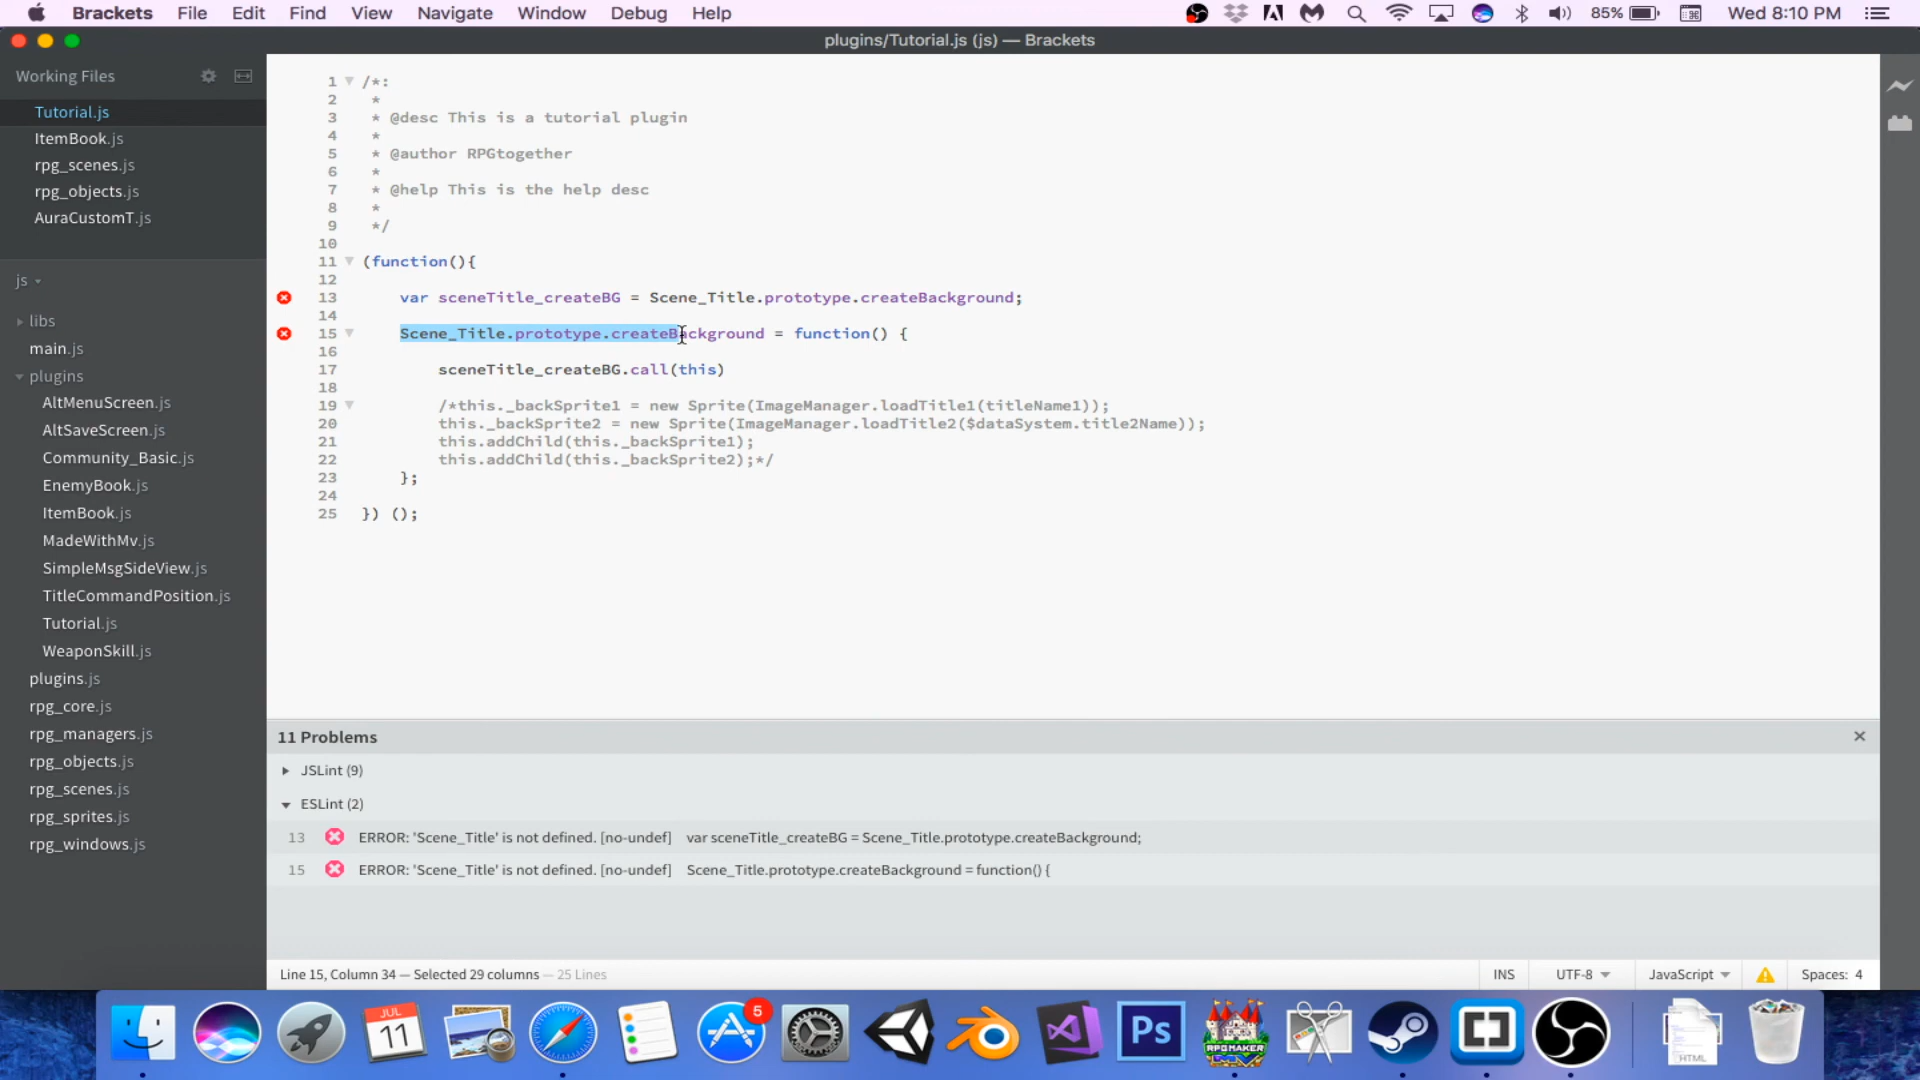 Brackets File Edit Find View Navigate Window Debug Help 85% Wed 8:10 PM
plugins/Tutorial.js (js) — Brackets
Working Files
Tutorial.js
ItemBook.js
rpg_scenes.js
rpg_objects.js
AuraCustomT.js
js
libs
main.js
plugins
AltMenuScreen.js
AltSaveScreen.js
Community_Basic.js
EnemyBook.js
ItemBook.js
MadeWithMv.js
SimpleMsgSideView.js
TitleCommandPosition.js
Tutorial.js
WeaponSkill.js
plugins.js
rpg_core.js
rpg_managers.js
rpg_objects.js
rpg_scenes.js
rpg_sprites.js
rpg_windows.js
1 /*:
2 *
3 * @desc This is a tutorial plugin
4 *
5 * @author RPGtogether
6 *
7 * @help This is the help desc
8 *
9 */
10
11 (function(){
12
13 var sceneTitle_createBG = Scene_Title.prototype.createBackground;
14
15 Scene_Title.prototype.createBackground = function() {
16
17 sceneTitle_createBG.call(this)
18
19 /*this._backSprite1 = new Sprite(ImageManager.loadTitle1(titleName1));
20 this._backSprite2 = new Sprite(ImageManager.loadTitle2($dataSystem.title2Name));
21 this.addChild(this._backSprite1);
22 this.addChild(this._backSprite2);*/
23 };
24
25 }) ();
11 Problems
JSLint (9)
ESLint (2)
13 ERROR: 'Scene_Title' is not defined. [no-undef] var sceneTitle_createBG = Scene_Title.prototype.createBackground;
15 ERROR: 'Scene_Title' is not defined. [no-undef] Scene_Title.prototype.createBackground = function() {
Line 15, Column 34 — Selected 29 columns — 25 Lines INS UTF-8 JavaScript Spaces: 4
JUL
11
5
Ps
RPGMAKER
HTML